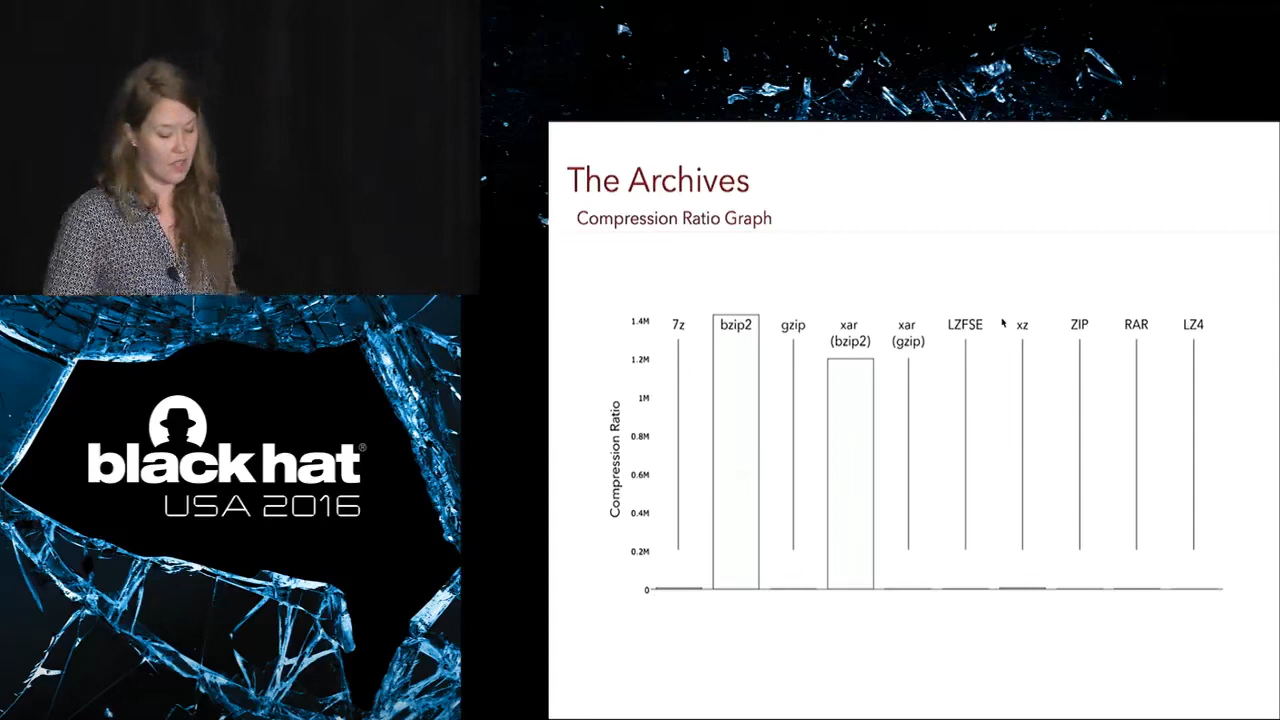 The Archives
Compression Ratio Graph
7z
bzip2
gzip
xar
(bzip2)
xar
(gzip)
LZFSE
xz
ZIP
RAR
LZ4
Compression Ratio
1.4M
1.2M
1M
0.8M
0.6M
0.4M
0.2M
0
black hat®
USA 2016